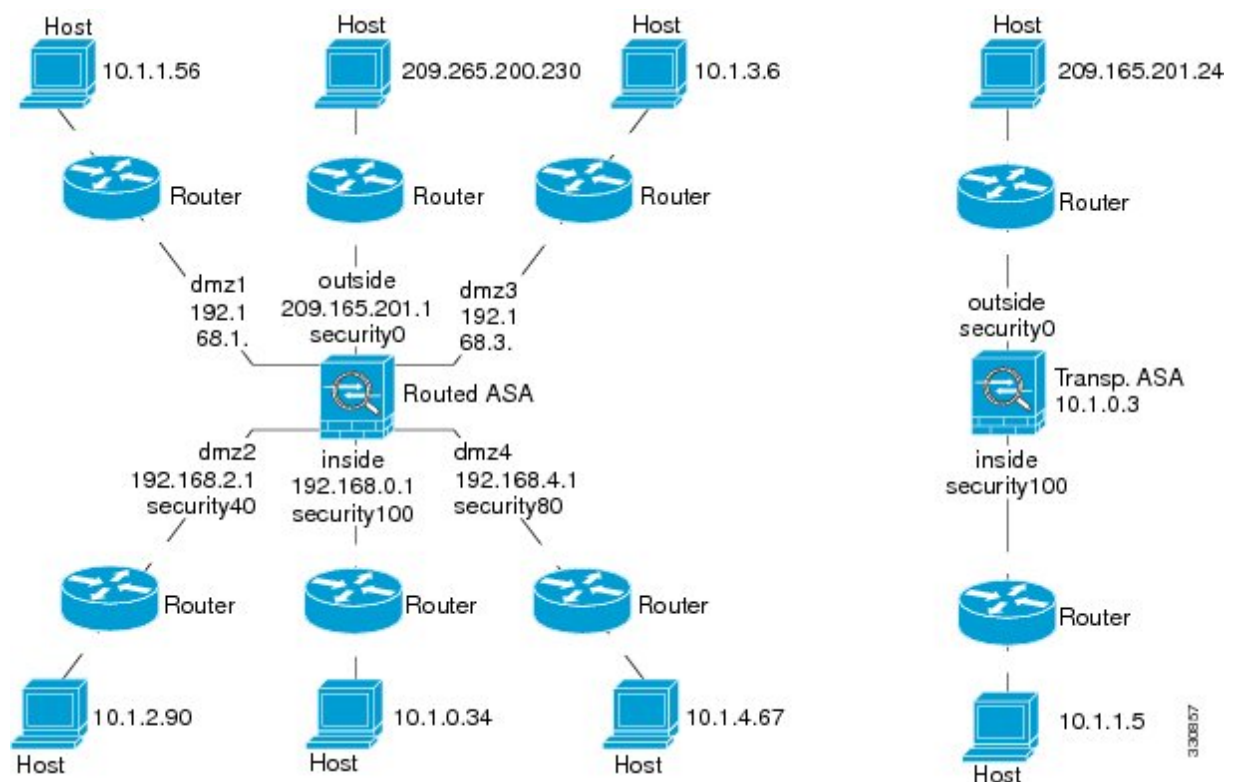 Host
10.1.1.56
Host
209.265.200.230
Host
10.1.3.6
Host
209.165.201.24
Router
Router
Router
Router
dmz1
192.1
68.1.
outside
209.165.201.1
security0
dmz3
192.1
68.3.
outside
security0
Routed ASA
Transp. ASA
10.1.0.3
dmz2
192.168.2.1
security40
inside
192.168.0.1
security100
dmz4
192.168.4.1
security80
inside
security100
Router
Router
Router
Router
10.1.2.90
Host
10.1.0.34
Host
10.1.4.67
Host
10.1.1.5
Host
330857